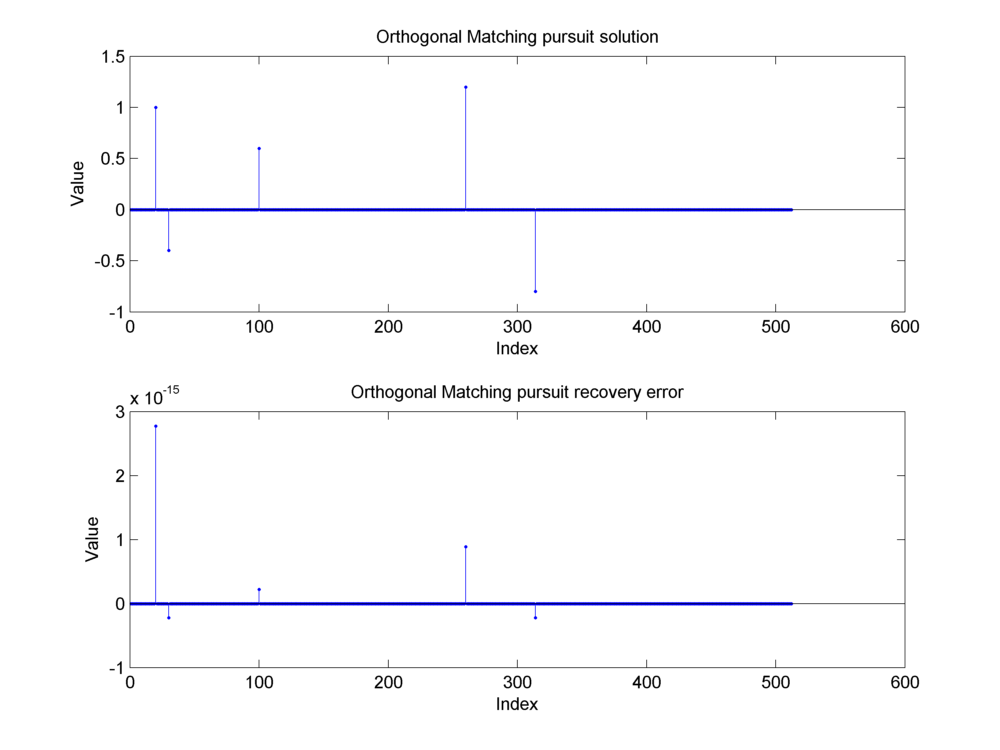 Orthogonal Matching pursuit solution
1.5
1
0.5
0
-0.5
-1
Value
0 100 200 300 400 500 600
Index
Orthogonal Matching pursuit recovery error
x 10^-15
3
2
1
0
-1
Value
0 100 200 300 400 500 600
Index